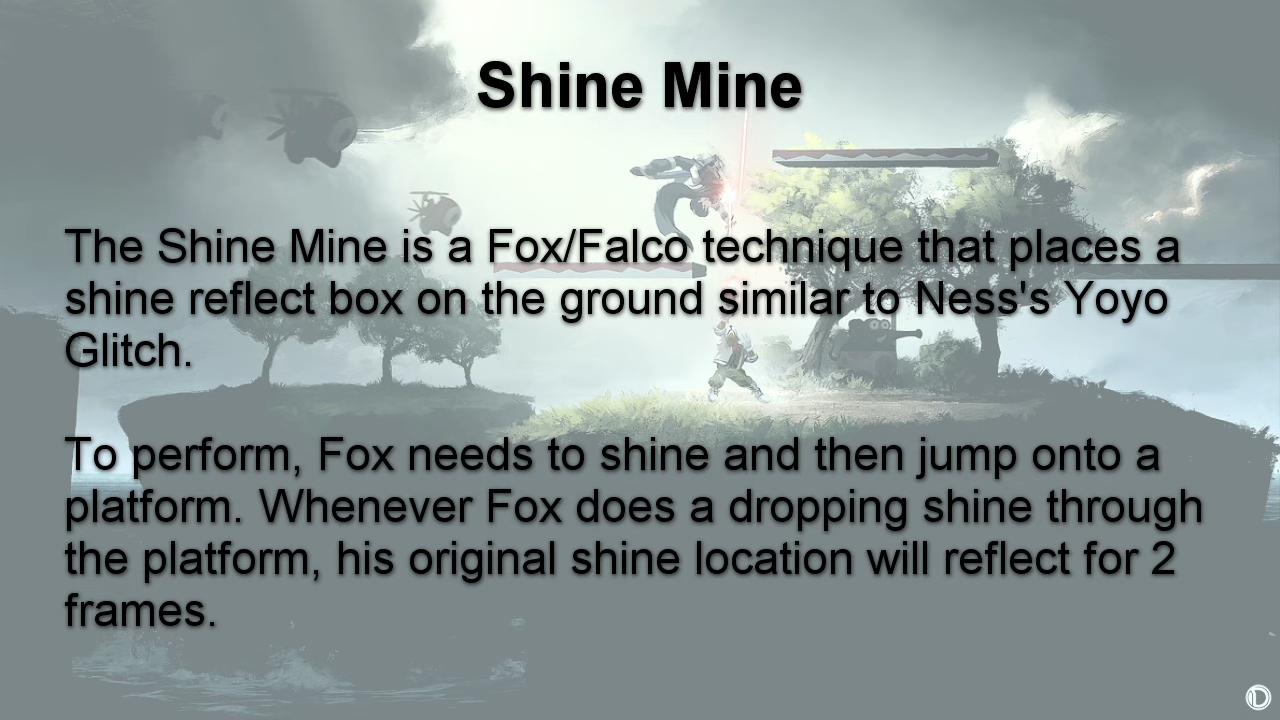 Shine Mine
The Shine Mine is a Fox/Falco technique that places a
shine reflect box on the ground similar to Ness's Yoyo
Glitch.
To perform, Fox needs to shine and then jump onto a
platform. Whenever Fox does a dropping shine through
the platform, his original shine location will reflect for 2
frames.